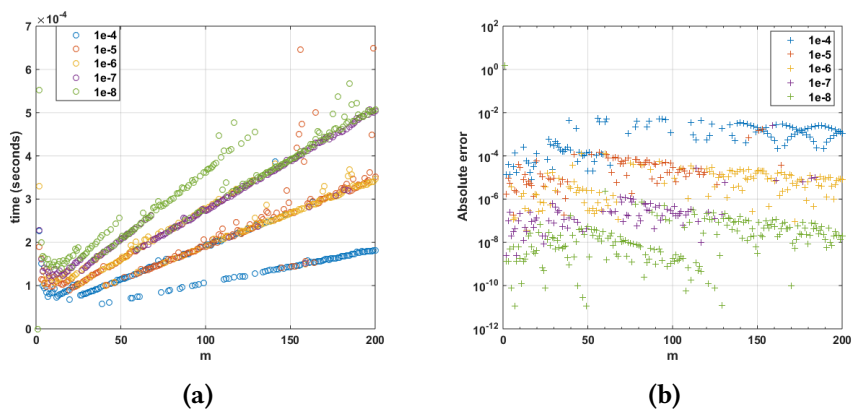 ×10⁻⁴
7
6
5
4
3
2
1
0
0 50 100 150 200
time (seconds)
m
1e-4
1e-5
1e-6
1e-7
1e-8
(a)
10²
10⁰
10⁻²
10⁻⁴
10⁻⁶
10⁻⁸
10⁻¹⁰
10⁻¹²
0 50 100 150 200
Absolute error
m
1e-4
1e-5
1e-6
1e-7
1e-8
(b)